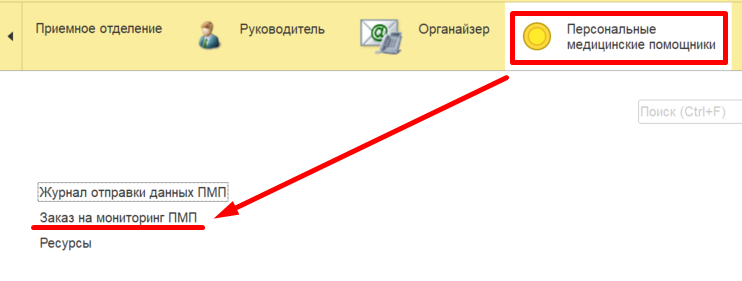 Приемное отделение
Руководитель
Органайзер
Персональные
медицинские помощники
Поиск (Ctrl+F)
Журнал отправки данных ПМП
Заказ на мониторинг ПМП
Ресурсы